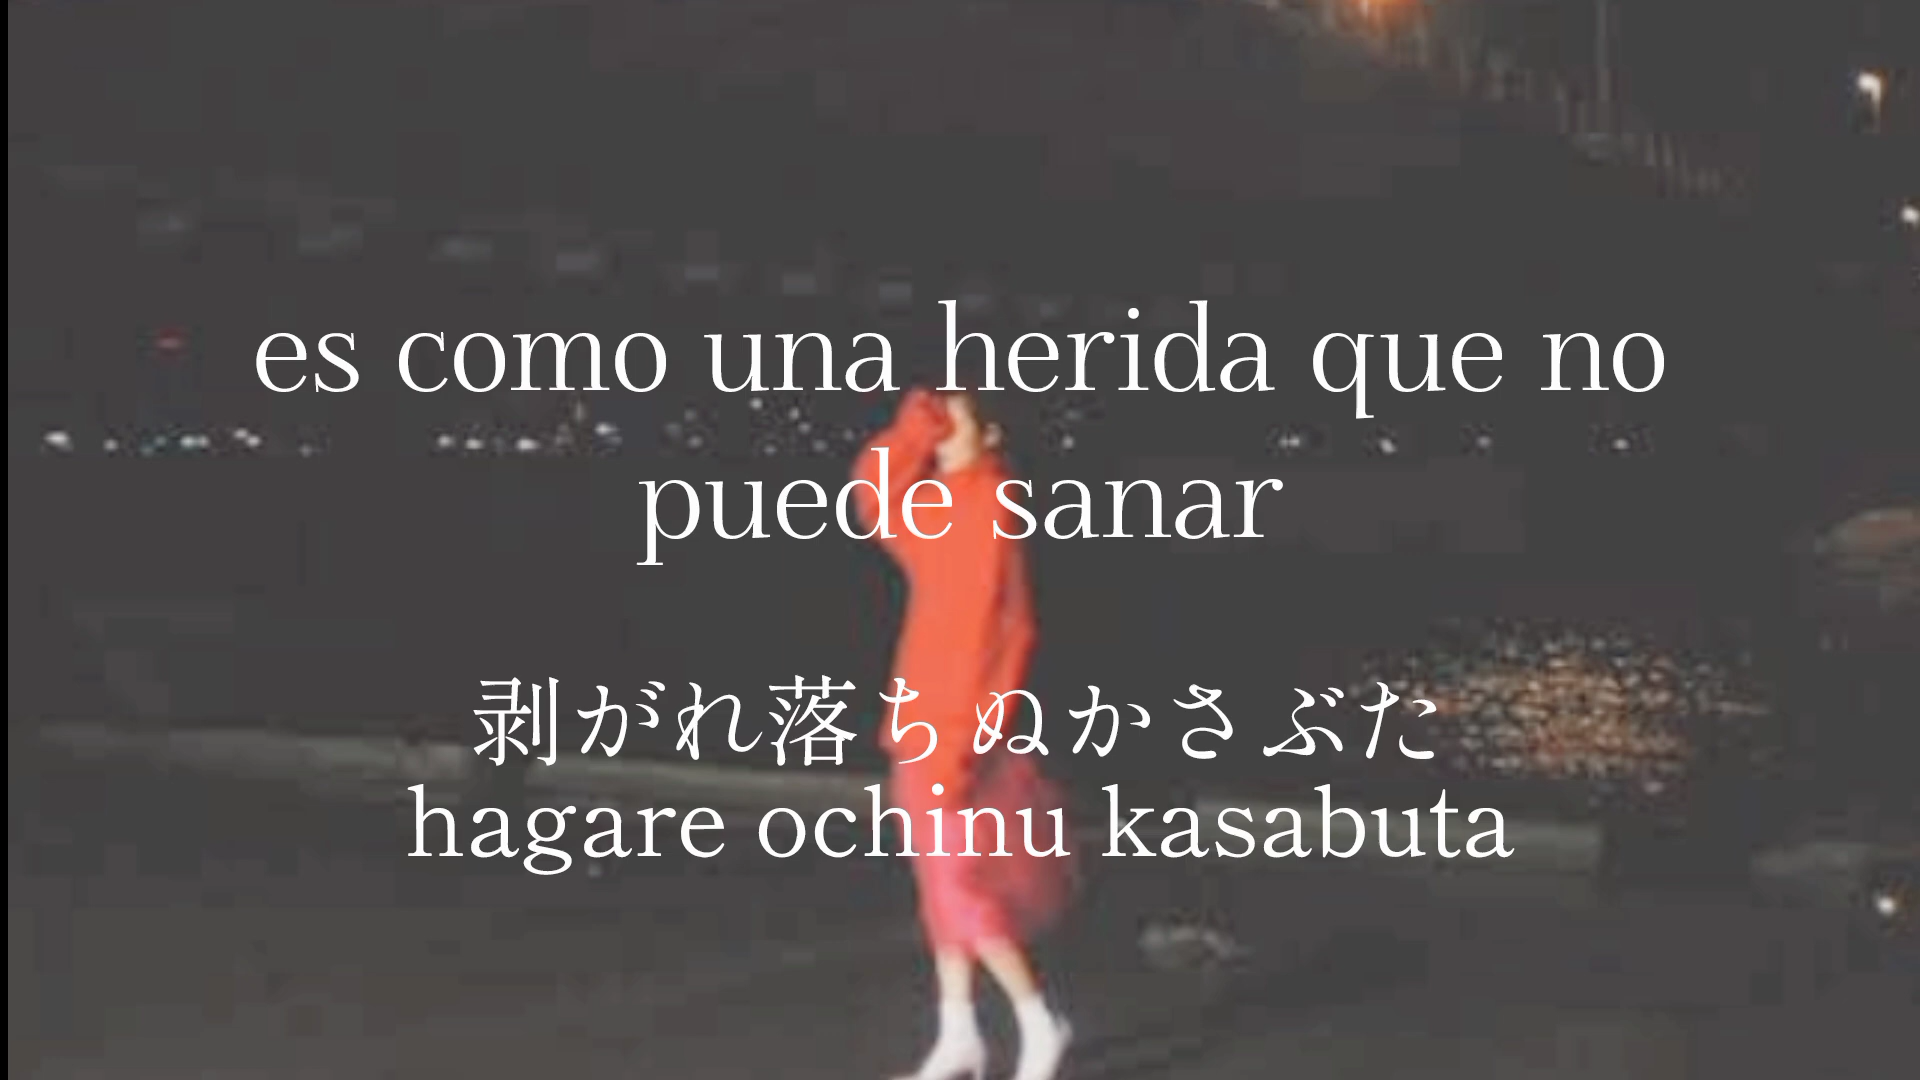 es como una herida que no
puede sanar
剥がれ落ちぬかさぶた
hagare ochinu kasabuta